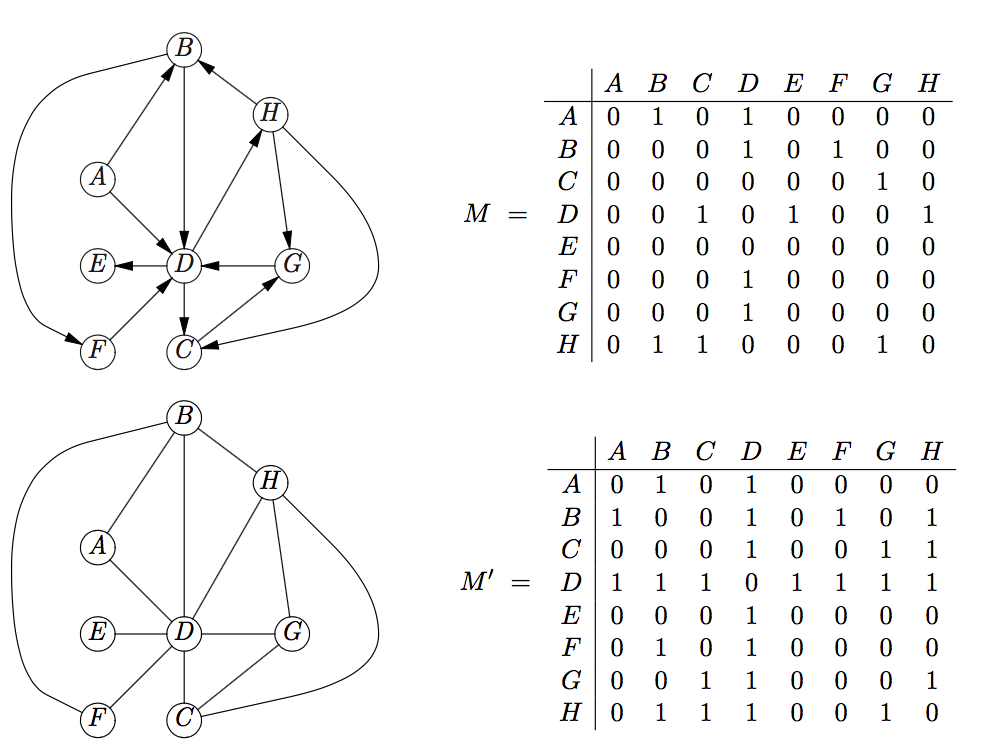 B
H
A
E D G
F C
A B C D E F G H
A 0 1 0 1 0 0 0 0
B 0 0 0 1 0 1 0 0
C 0 0 0 0 0 0 1 0
M = D 0 0 1 0 1 0 0 1
E 0 0 0 0 0 0 0 0
F 0 0 0 1 0 0 0 0
G 0 0 0 1 0 0 0 0
H 0 1 1 0 0 0 1 0
B
H
A
E D G
F C
A B C D E F G H
A 0 1 0 1 0 0 0 0
B 1 0 0 1 0 1 0 1
C 0 0 0 1 0 0 1 1
M′ = D 1 1 1 0 1 1 1 1
E 0 0 0 1 0 0 0 0
F 0 1 0 1 0 0 0 0
G 0 0 1 1 0 0 0 1
H 0 1 1 1 0 0 1 0